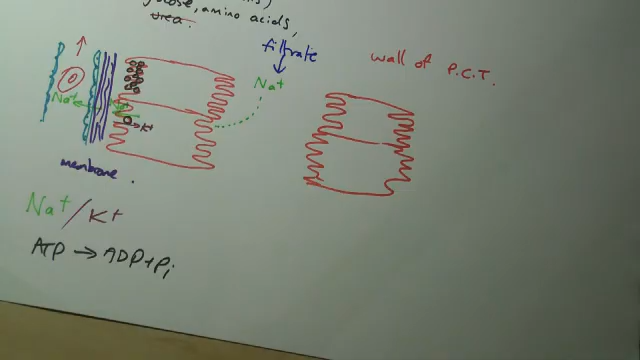 glucose, amino acids,
urea.
filtrate
wall of P.C.T.
Na+
Na+
K+
membrane.
Na+/K+
ATP → ADP+Pi